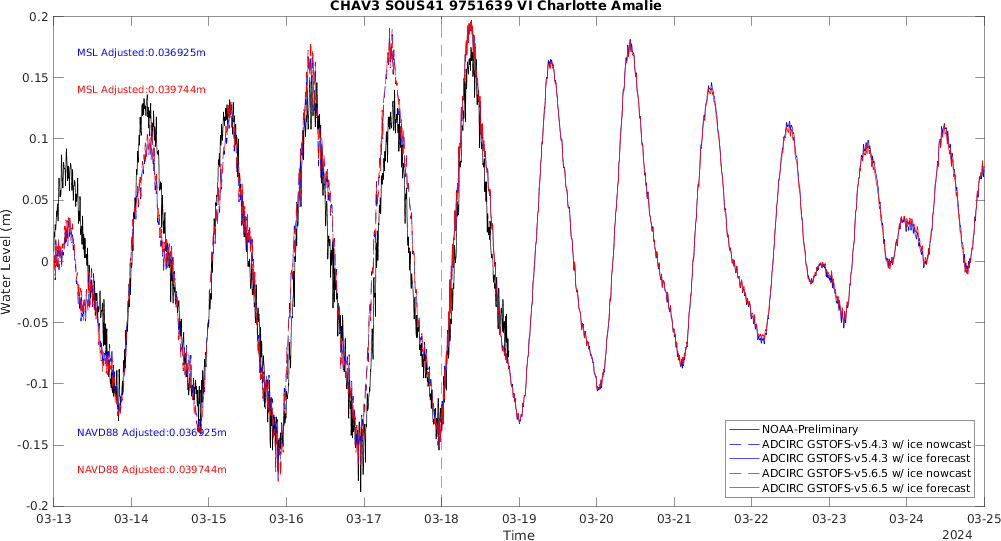 CHAV3 SOUS41 9751639 VI Charlotte Amalie
Water Level (m)
0.2
0.15
0.1
0.05
0
-0.05
-0.1
-0.15
-0.2
MSL Adjusted:0.036925m
MSL Adjusted:0.039744m
NAVD88 Adjusted:0.036925m
NAVD88 Adjusted:0.039744m
NOAA-Preliminary
ADCIRC GSTOFS-v5.4.3 w/ ice nowcast
ADCIRC GSTOFS-v5.4.3 w/ ice forecast
ADCIRC GSTOFS-v5.6.5 w/ ice nowcast
ADCIRC GSTOFS-v5.6.5 w/ ice forecast
03-13 03-14 03-15 03-16 03-17 03-18 03-19 03-20 03-21 03-22 03-23 03-24 03-25
Time
2024